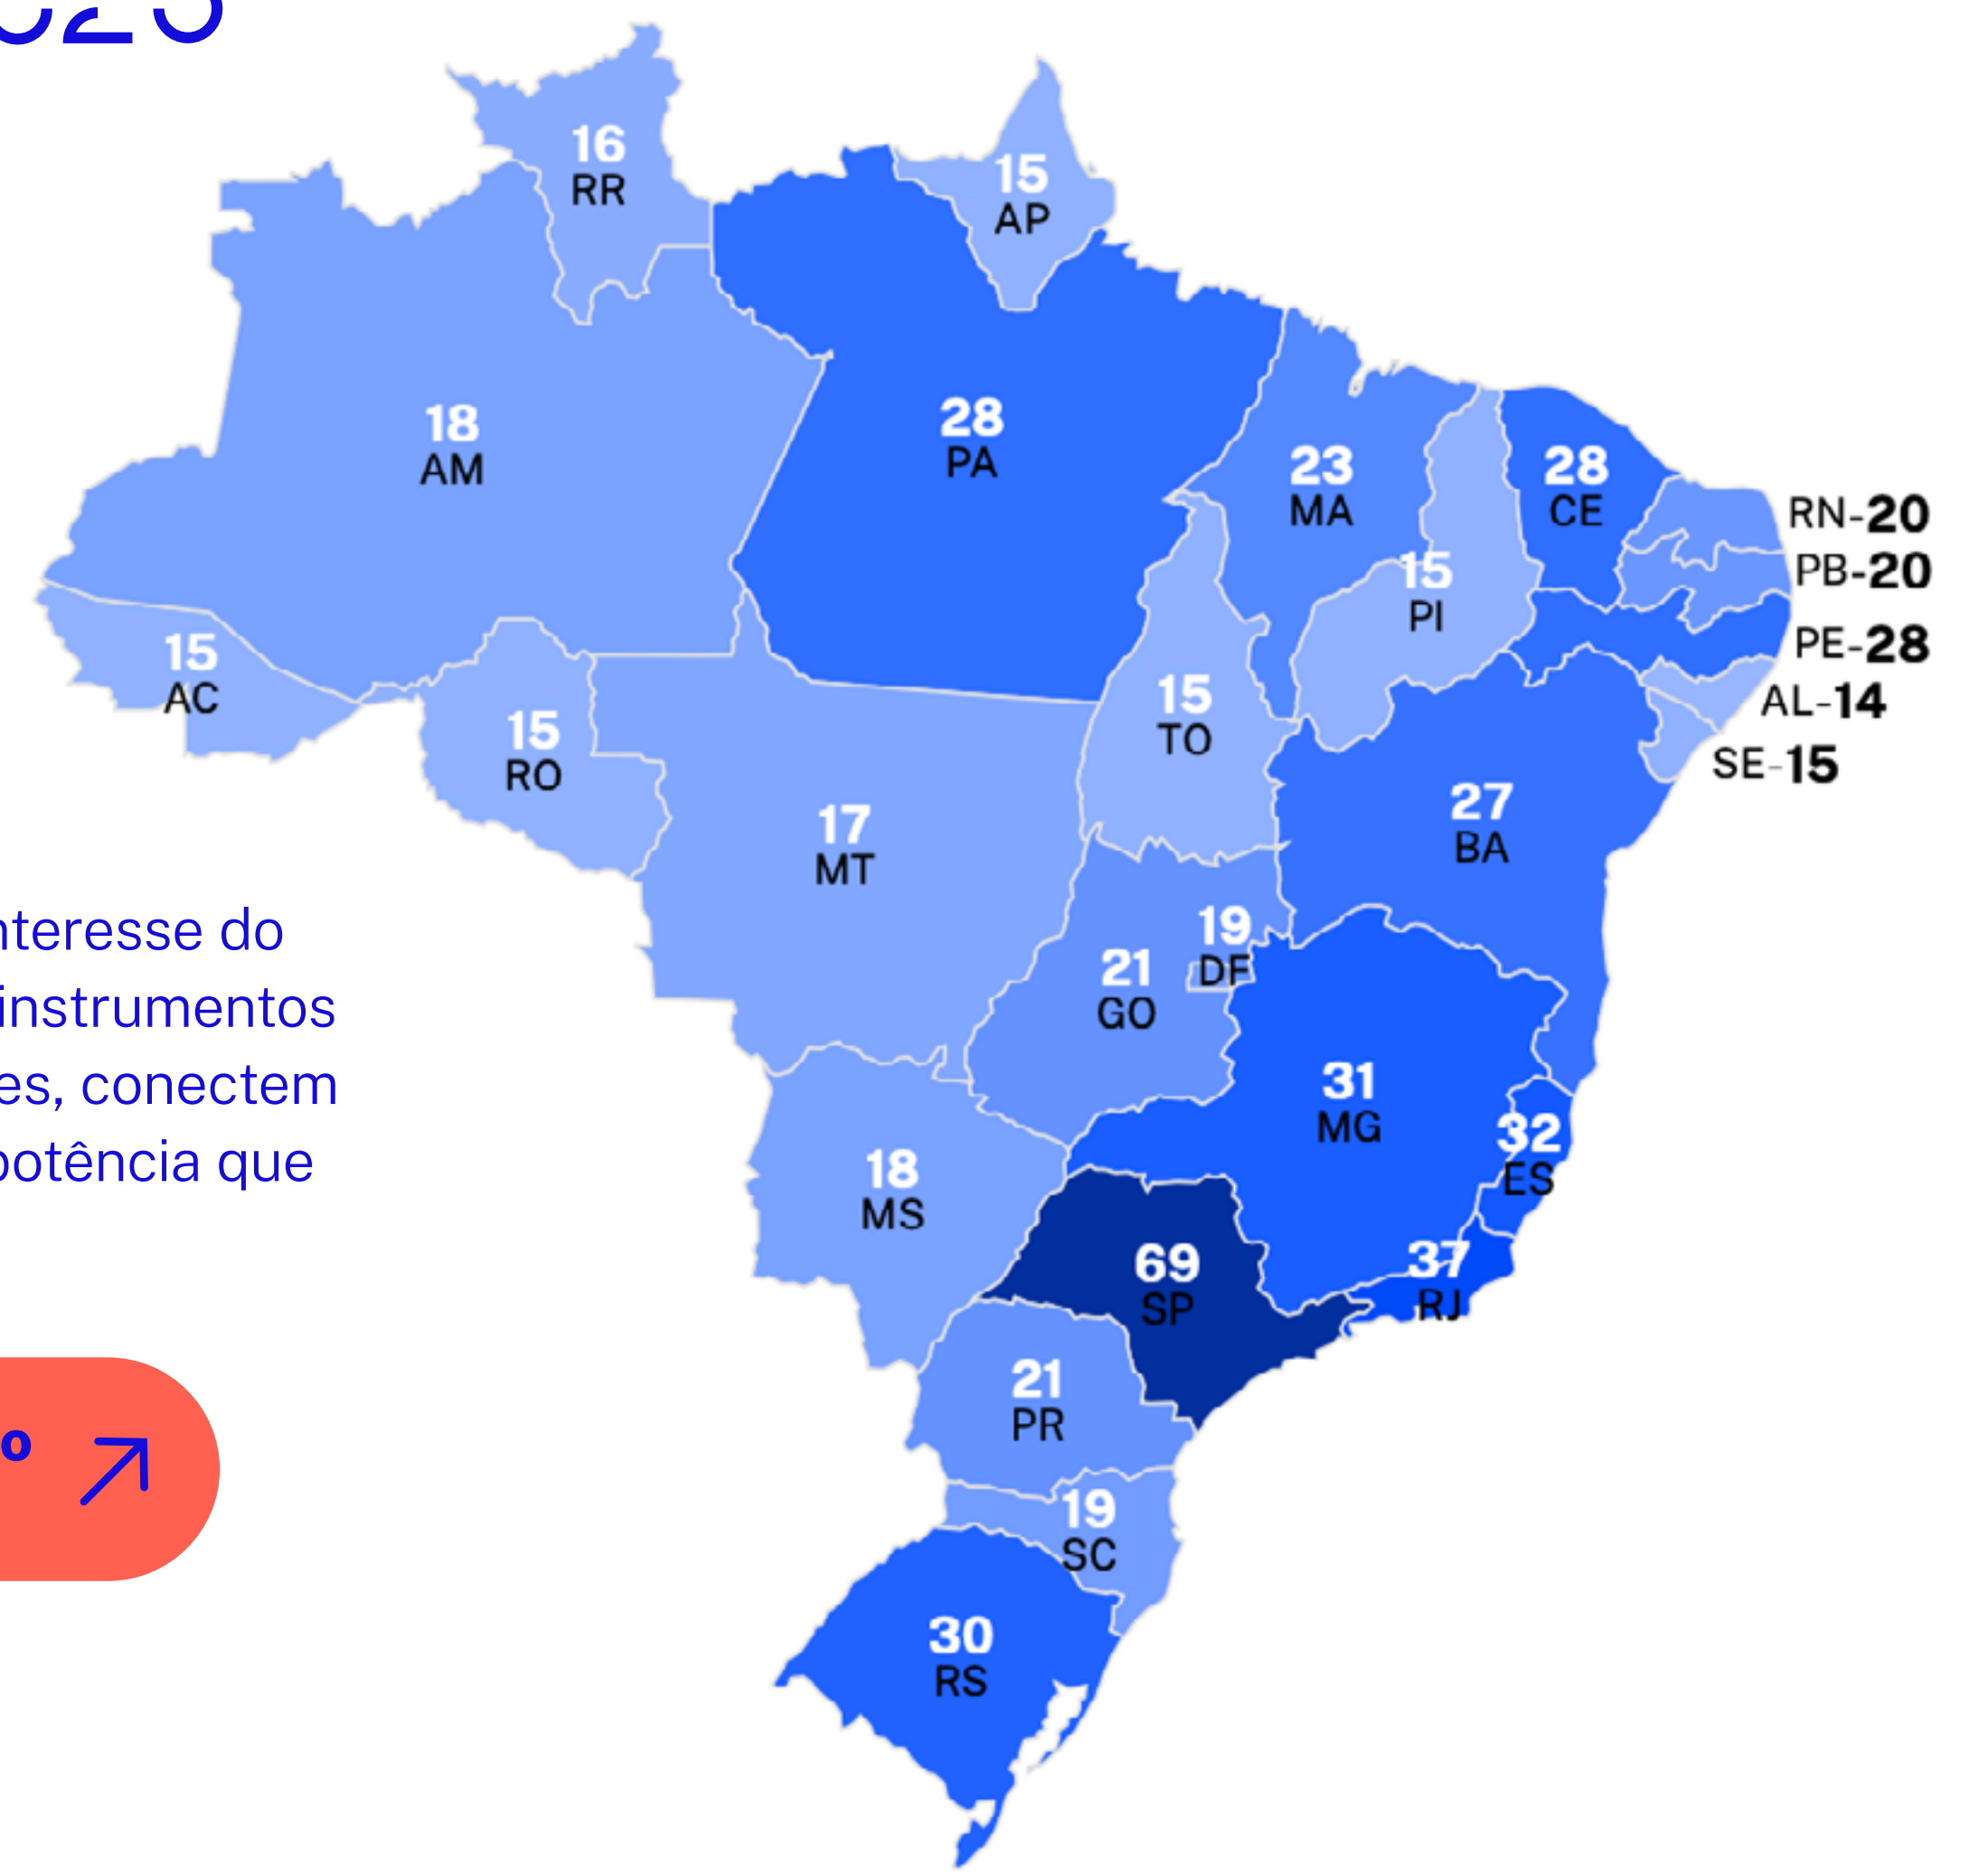 16
RR
15
AP
18
AM
28
PA
23
MA
28
CE
RN-20
PB-20
15
PI
PE-28
15
AC
AL-14
15
TO
15
RO
SE-15
27
BA
17
MT
19
DF
21
GO
do
instrumentos
conectem
que
31
MG
32
ES
18
MS
69
SP
37
RJ
21
PR
19
SC
30
RS